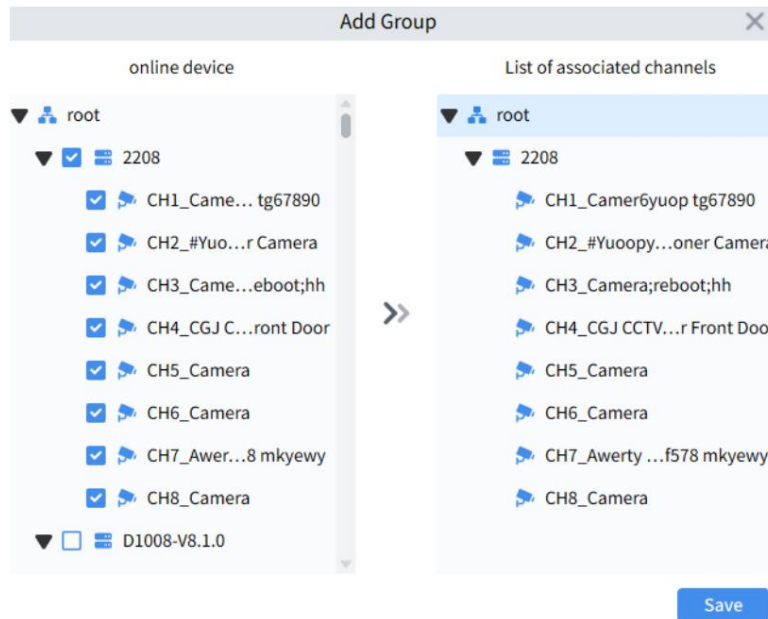 Add Group
online device
List of associated channels
root
2208
CH1_Came… tg67890
CH2_#Yuo…r Camera
CH3_Came…eboot;hh
CH4_CGJ C…ront Door
CH5_Camera
CH6_Camera
CH7_Awer…8 mkyewy
CH8_Camera
D1008-V8.1.0
root
2208
CH1_Camer6yuop tg67890
CH2_#Yuoopy…oner Camera
CH3_Camera;reboot;hh
CH4_CGJ CCTV…r Front Doo
CH5_Camera
CH6_Camera
CH7_Awerty …f578 mkyewy
CH8_Camera
Save